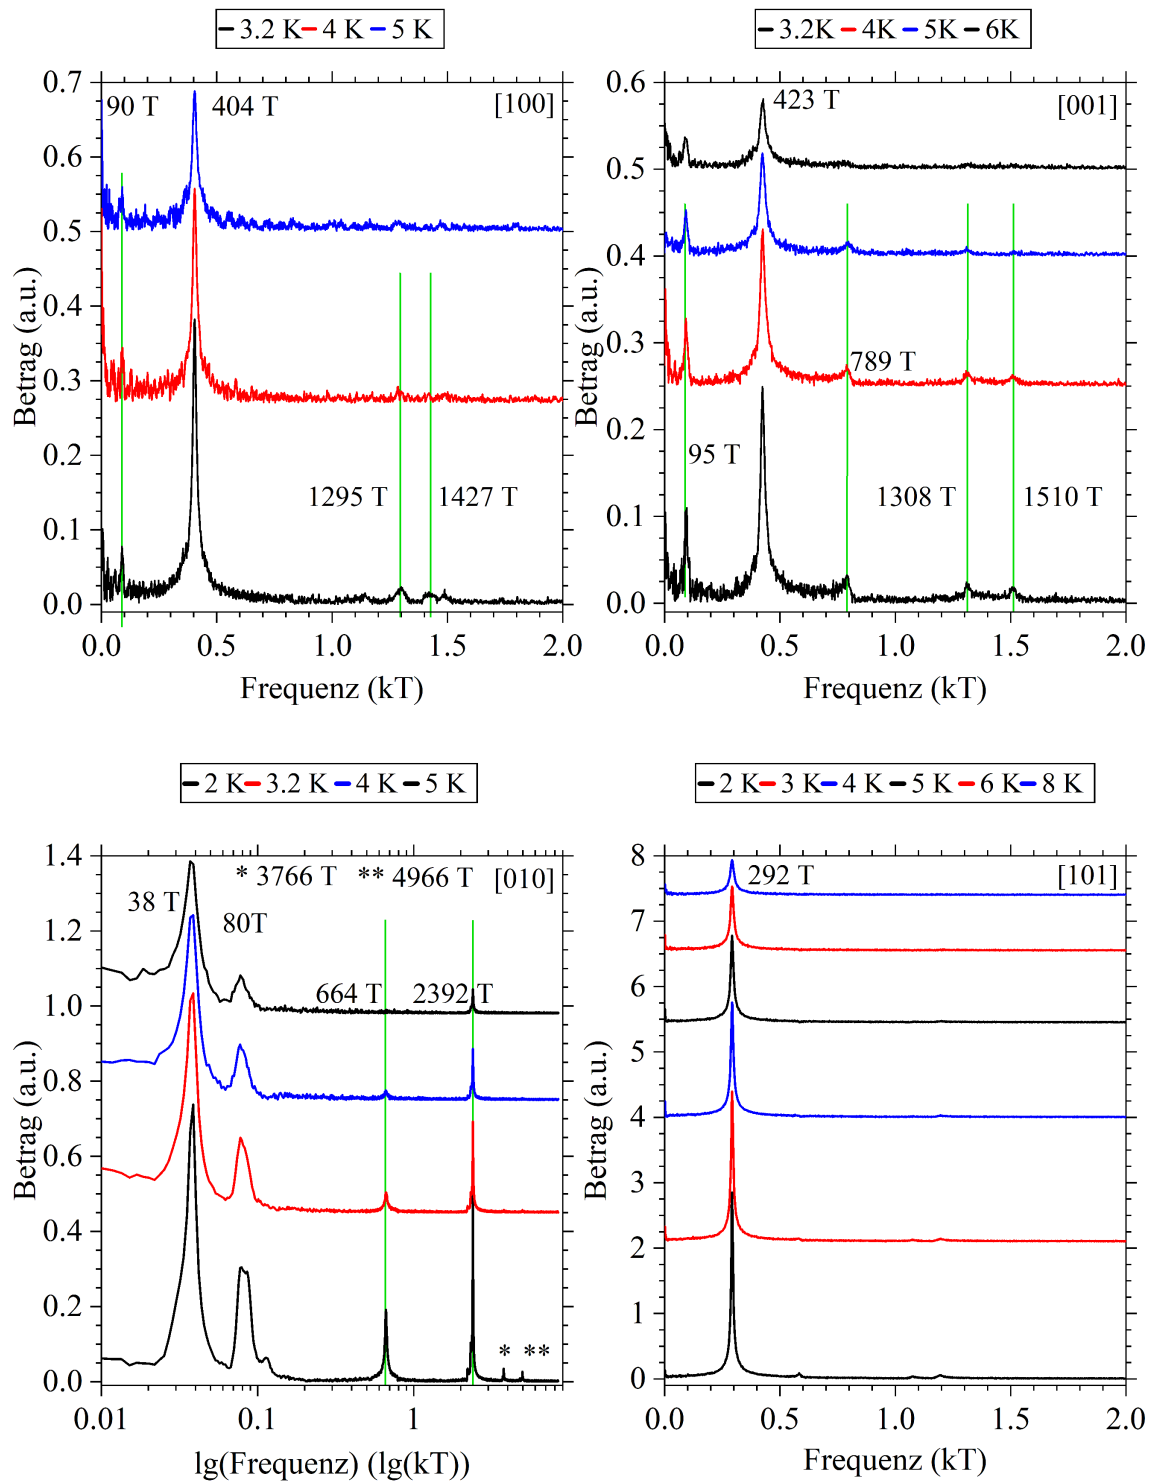 3.2 K 4 K 5 K
0.7
0.6
0.5
0.4
0.3
0.2
0.1
0.0
Betrag (a.u.)
90 T
404 T
[100]
1295 T
1427 T
0.0 0.5 1.0 1.5 2.0
Frequenz (kT)
3.2K 4K 5K 6K
0.6
0.5
0.4
0.3
0.2
0.1
0.0
Betrag (a.u.)
423 T
[001]
789 T
95 T
1308 T
1510 T
0.0 0.5 1.0 1.5 2.0
Frequenz (kT)
2 K 3.2 K 4 K 5 K
1.4
1.2
1.0
0.8
0.6
0.4
0.2
0.0
Betrag (a.u.)
* 3766 T ** 4966 T [010]
38 T
80T
664 T
2392 T
* **
0.01 0.1 1
lg(Frequenz) (lg(kT))
2 K 3 K 4 K 5 K 6 K 8 K
8
7
6
5
4
3
2
1
0
Betrag (a.u.)
292 T
[101]
0.0 0.5 1.0 1.5 2.0
Frequenz (kT)